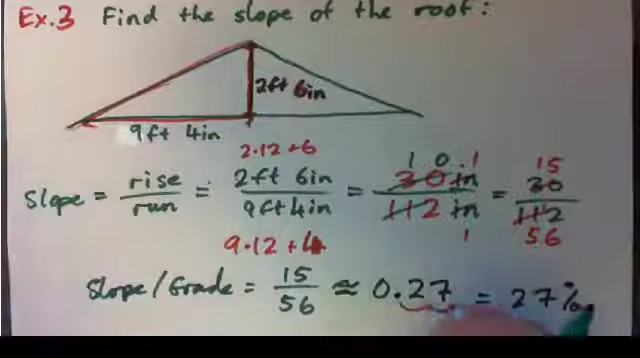 Ex.3 Find the slope of the roof:
2ft 6in
9ft 4in
2·12+6 1 0 . 1 15
Slope = rise/run = 2ft 6in/9ft 4in = 30 in/112 in = 30/112
9·12+4 1 56
Slope/Grade = 15/56 ≈ 0.27 = 27%